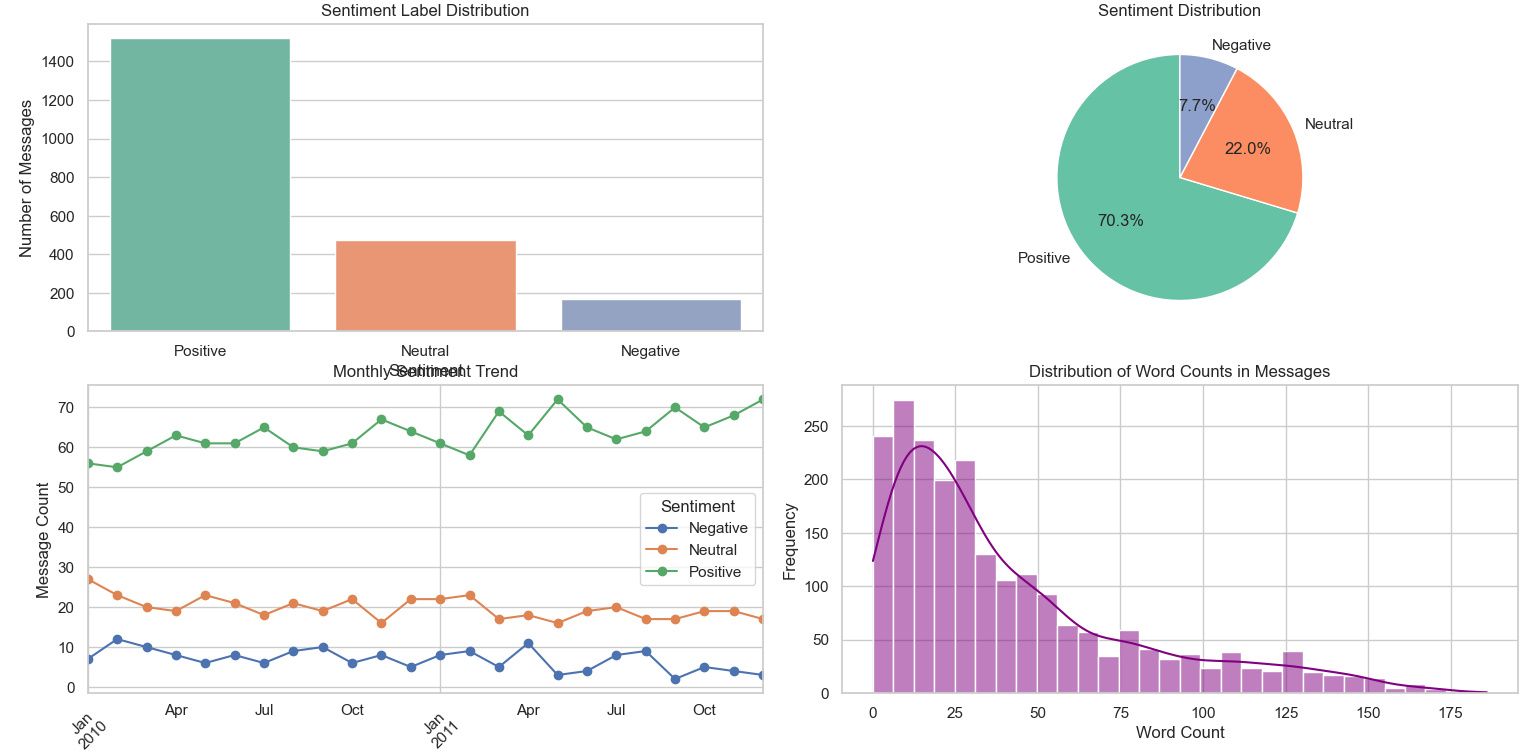 Sentiment Label Distribution
Number of Messages
1400
1200
1000
800
600
400
200
0
Positive
Neutral
Negative
Sentiment
Sentiment Distribution
Negative
7.7%
Neutral
22.0%
70.3%
Positive
Monthly Sentiment Trend
Message Count
70
60
50
40
30
20
10
0
Sentiment
Negative
Neutral
Positive
Jan
2010
Apr
Jul
Oct
Jan
2011
Apr
Jul
Oct
Distribution of Word Counts in Messages
Frequency
250
200
150
100
50
0
0
25
50
75
100
125
150
175
Word Count